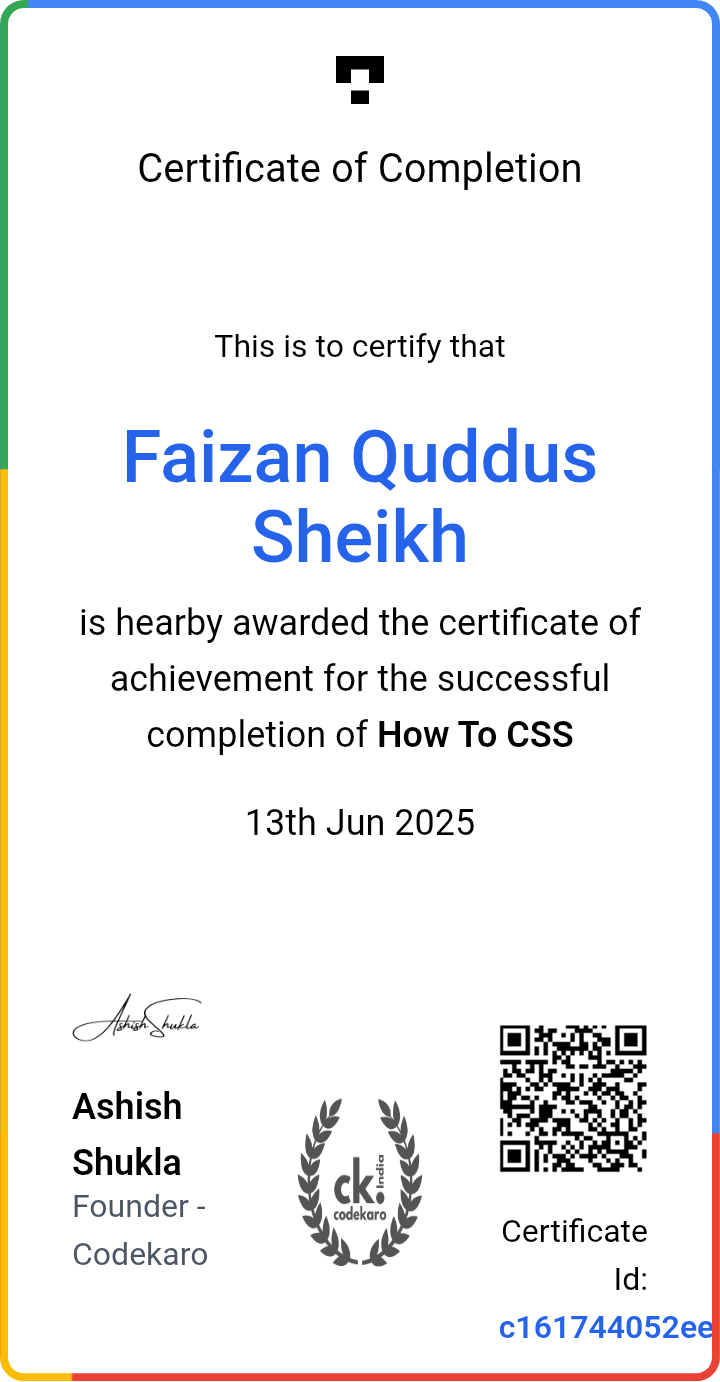 Certificate of Completion
This is to certify that
Faizan Quddus
Sheikh
is hearby awarded the certificate of
achievement for the successful
completion of How To CSS
13th Jun 2025
Ashish Shukla
Ashish
Shukla
Founder -
Codekaro
ck. India
codekaro
Certificate
Id:
c161744052ee